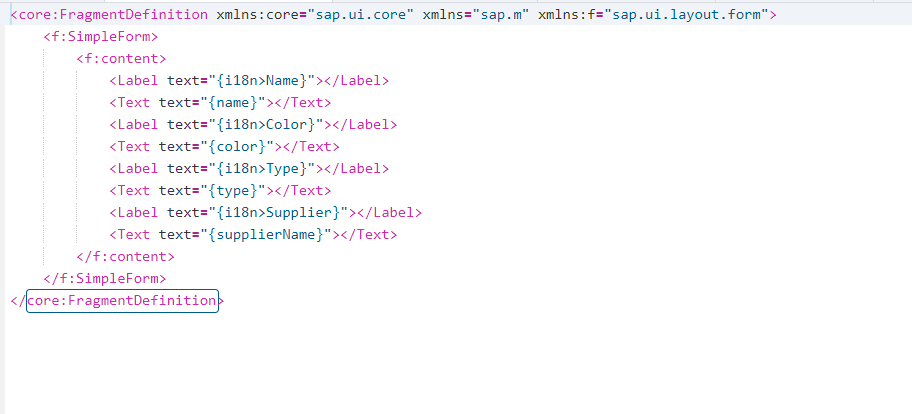 <core:FragmentDefinition xmlns:core="sap.ui.core" xmlns="sap.m" xmlns:f="sap.ui.layout.form">
    <f:SimpleForm>
        <f:content>
            <Label text="{i18n>Name}"></Label>
            <Text text="{name}"></Text>
            <Label text="{i18n>Color}"></Label>
            <Text text="{color}"></Text>
            <Label text="{i18n>Type}"></Label>
            <Text text="{type}"></Text>
            <Label text="{i18n>Supplier}"></Label>
            <Text text="{supplierName}"></Text>
        </f:content>
    </f:SimpleForm>
</core:FragmentDefinition>